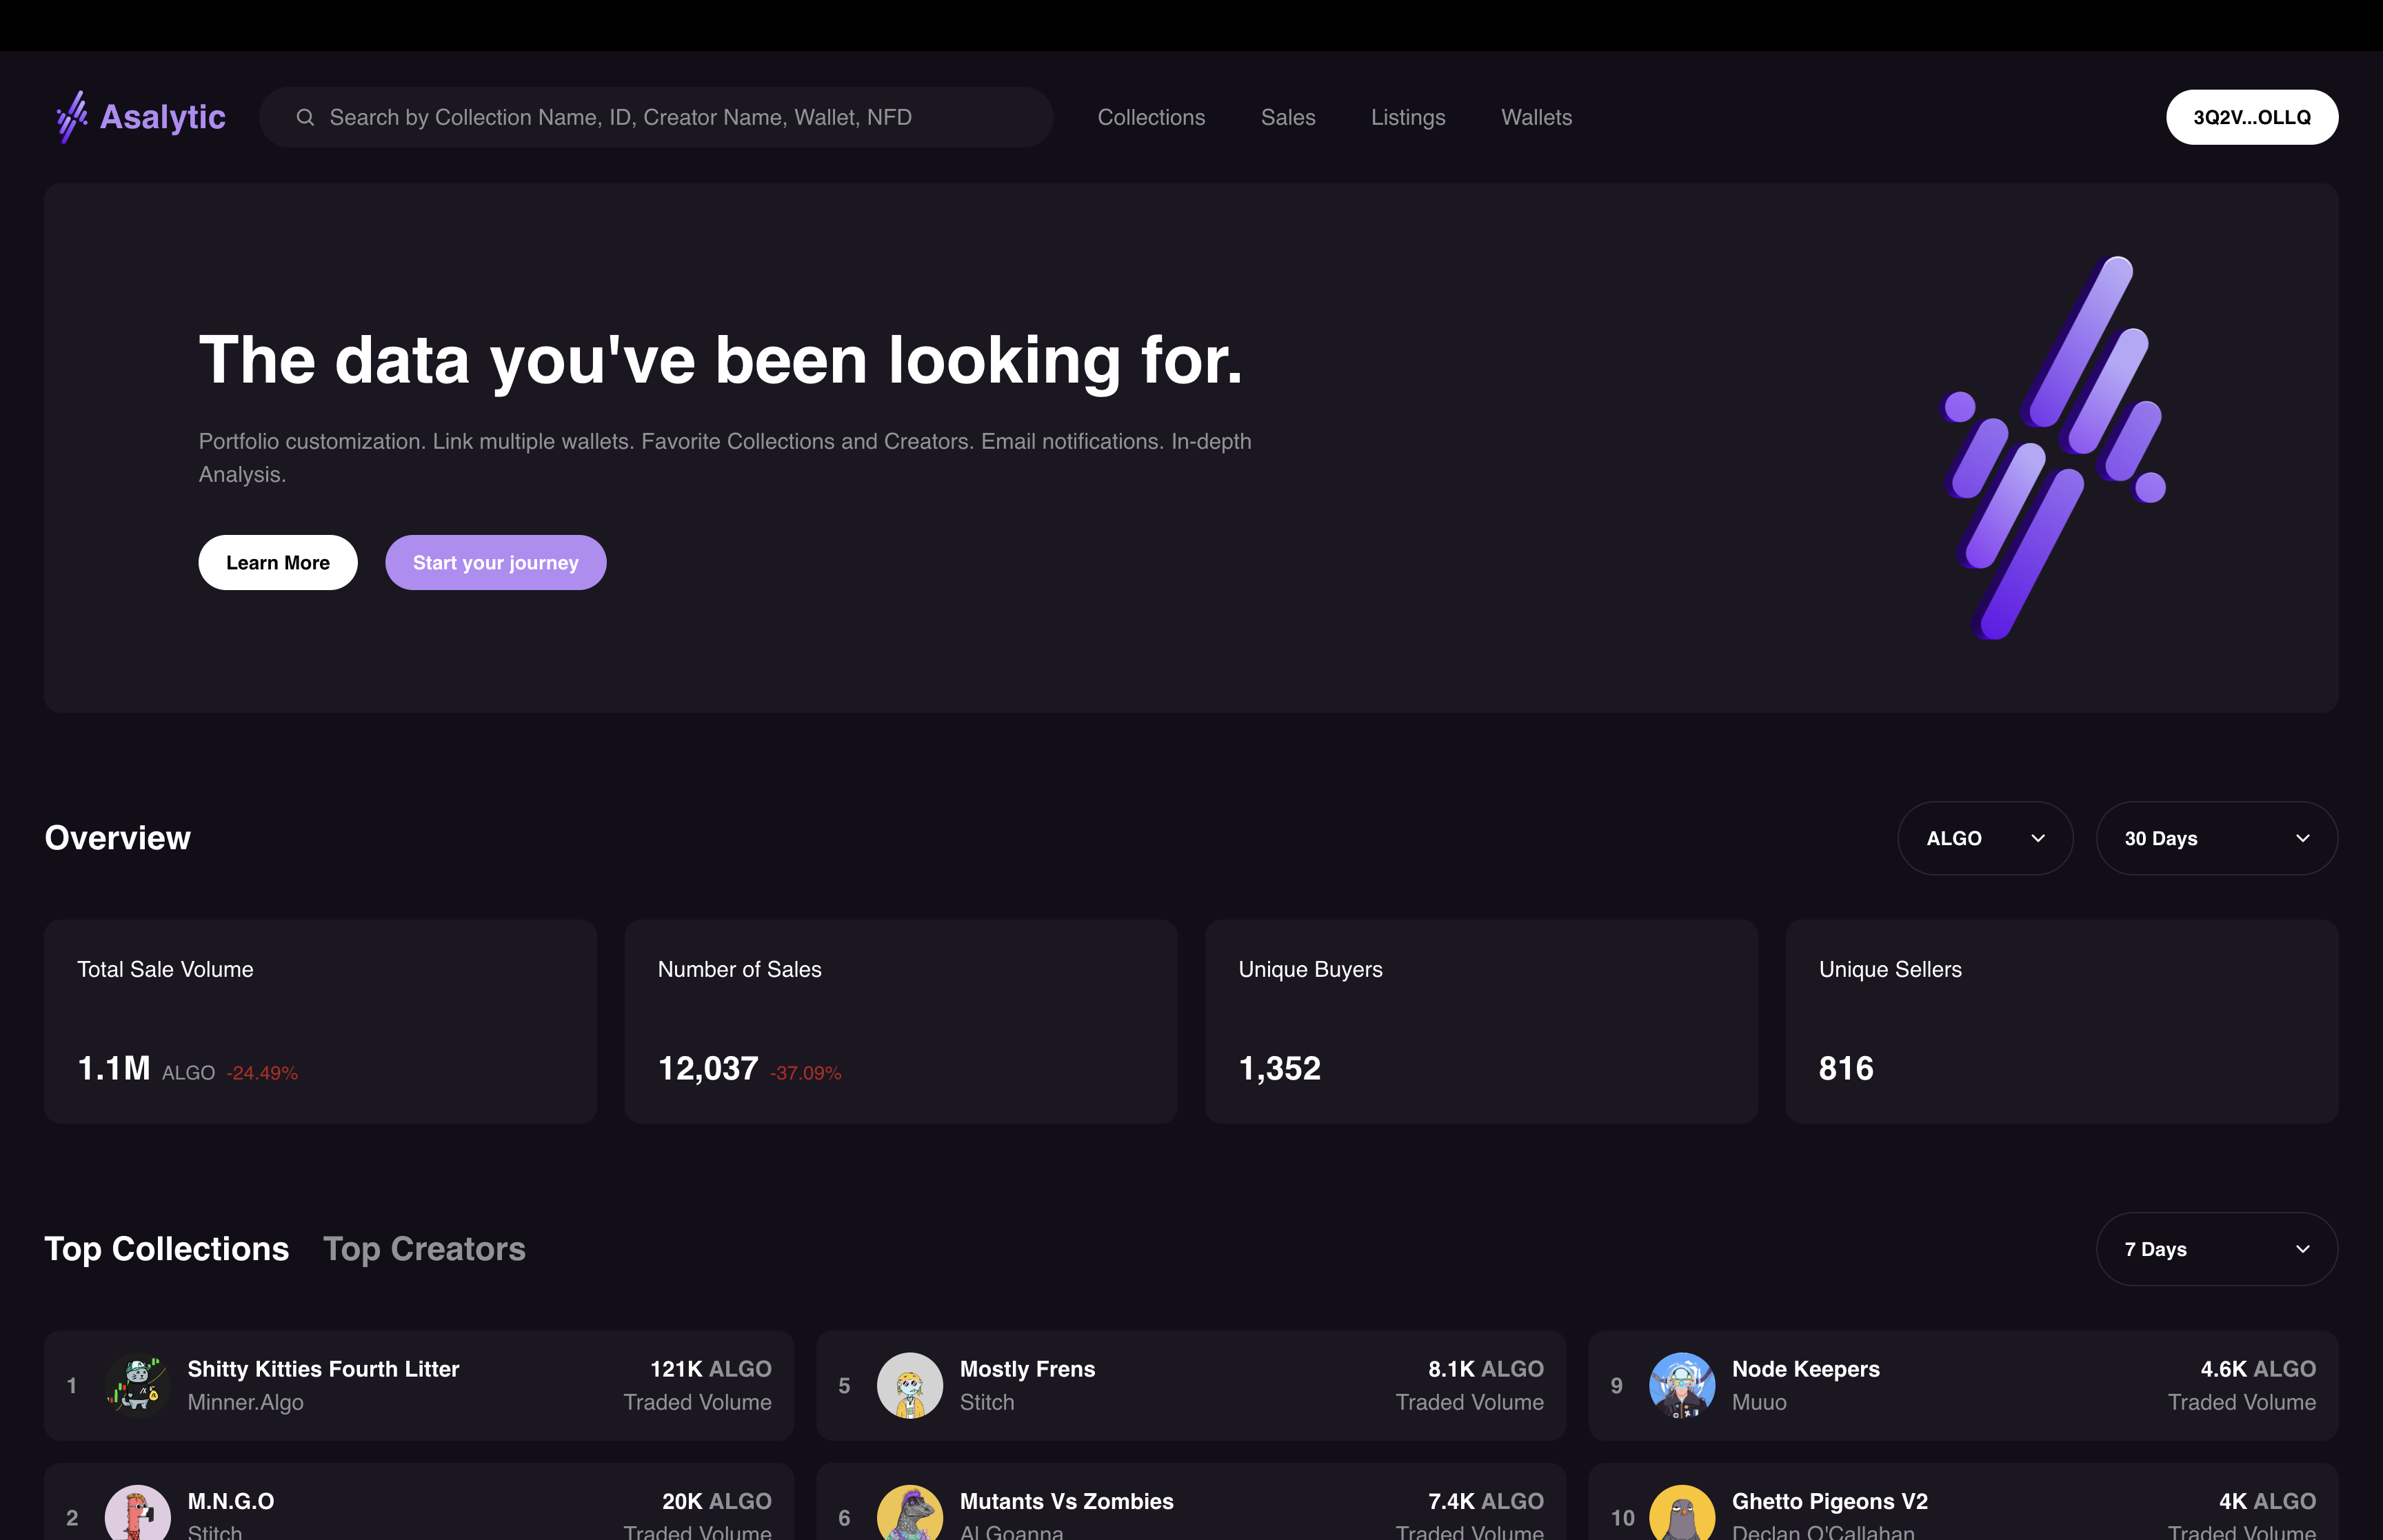 Asalytic
Search by Collection Name, ID, Creator Name, Wallet, NFD
Collections
Sales
Listings
Wallets
3Q2V...OLLQ
The data you've been looking for.
Portfolio customization. Link multiple wallets. Favorite Collections and Creators. Email notifications. In-depth
Analysis.
Learn More
Start your journey
Overview
ALGO
30 Days
Total Sale Volume
1.1M ALGO -24.49%
Number of Sales
12,037 -37.09%
Unique Buyers
1,352
Unique Sellers
816
Top Collections
Top Creators
7 Days
1
Shitty Kitties Fourth Litter
Minner.Algo
121K ALGO
Traded Volume
5
Mostly Frens
Stitch
8.1K ALGO
Traded Volume
9
Node Keepers
Muuo
4.6K ALGO
Traded Volume
2
M.N.G.O
Stitch
20K ALGO
Traded Volume
6
Mutants Vs Zombies
Al Goanna
7.4K ALGO
Traded Volume
10
Ghetto Pigeons V2
Declan O'Callahan
4K ALGO
Traded Volume